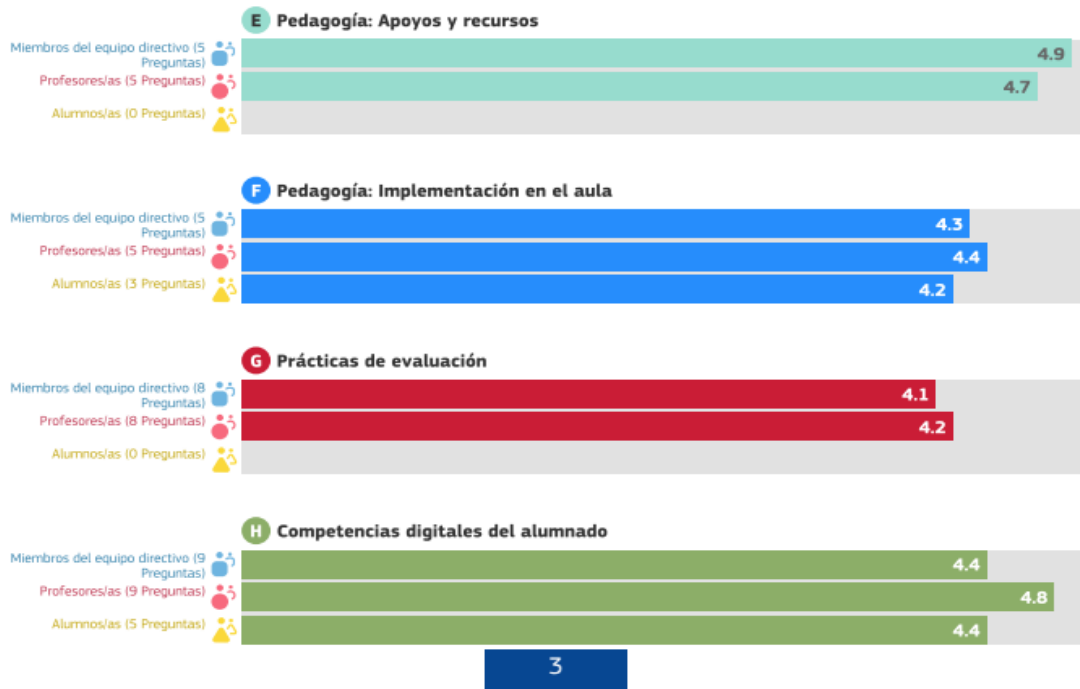 E Pedagogía: Apoyos y recursos
Miembros del equipo directivo (5
Preguntas)
4.9
Profesores/as (5 Preguntas)
4.7
Alumnos/as (0 Preguntas)
F Pedagogía: Implementación en el aula
Miembros del equipo directivo (5
Preguntas)
4.3
Profesores/as (5 Preguntas)
4.4
Alumnos/as (3 Preguntas)
4.2
G Prácticas de evaluación
Miembros del equipo directivo (8
Preguntas)
4.1
Profesores/as (8 Preguntas)
4.2
Alumnos/as (0 Preguntas)
H Competencias digitales del alumnado
Miembros del equipo directivo (9
Preguntas)
4.4
Profesores/as (9 Preguntas)
4.8
Alumnos/as (5 Preguntas)
4.4
3